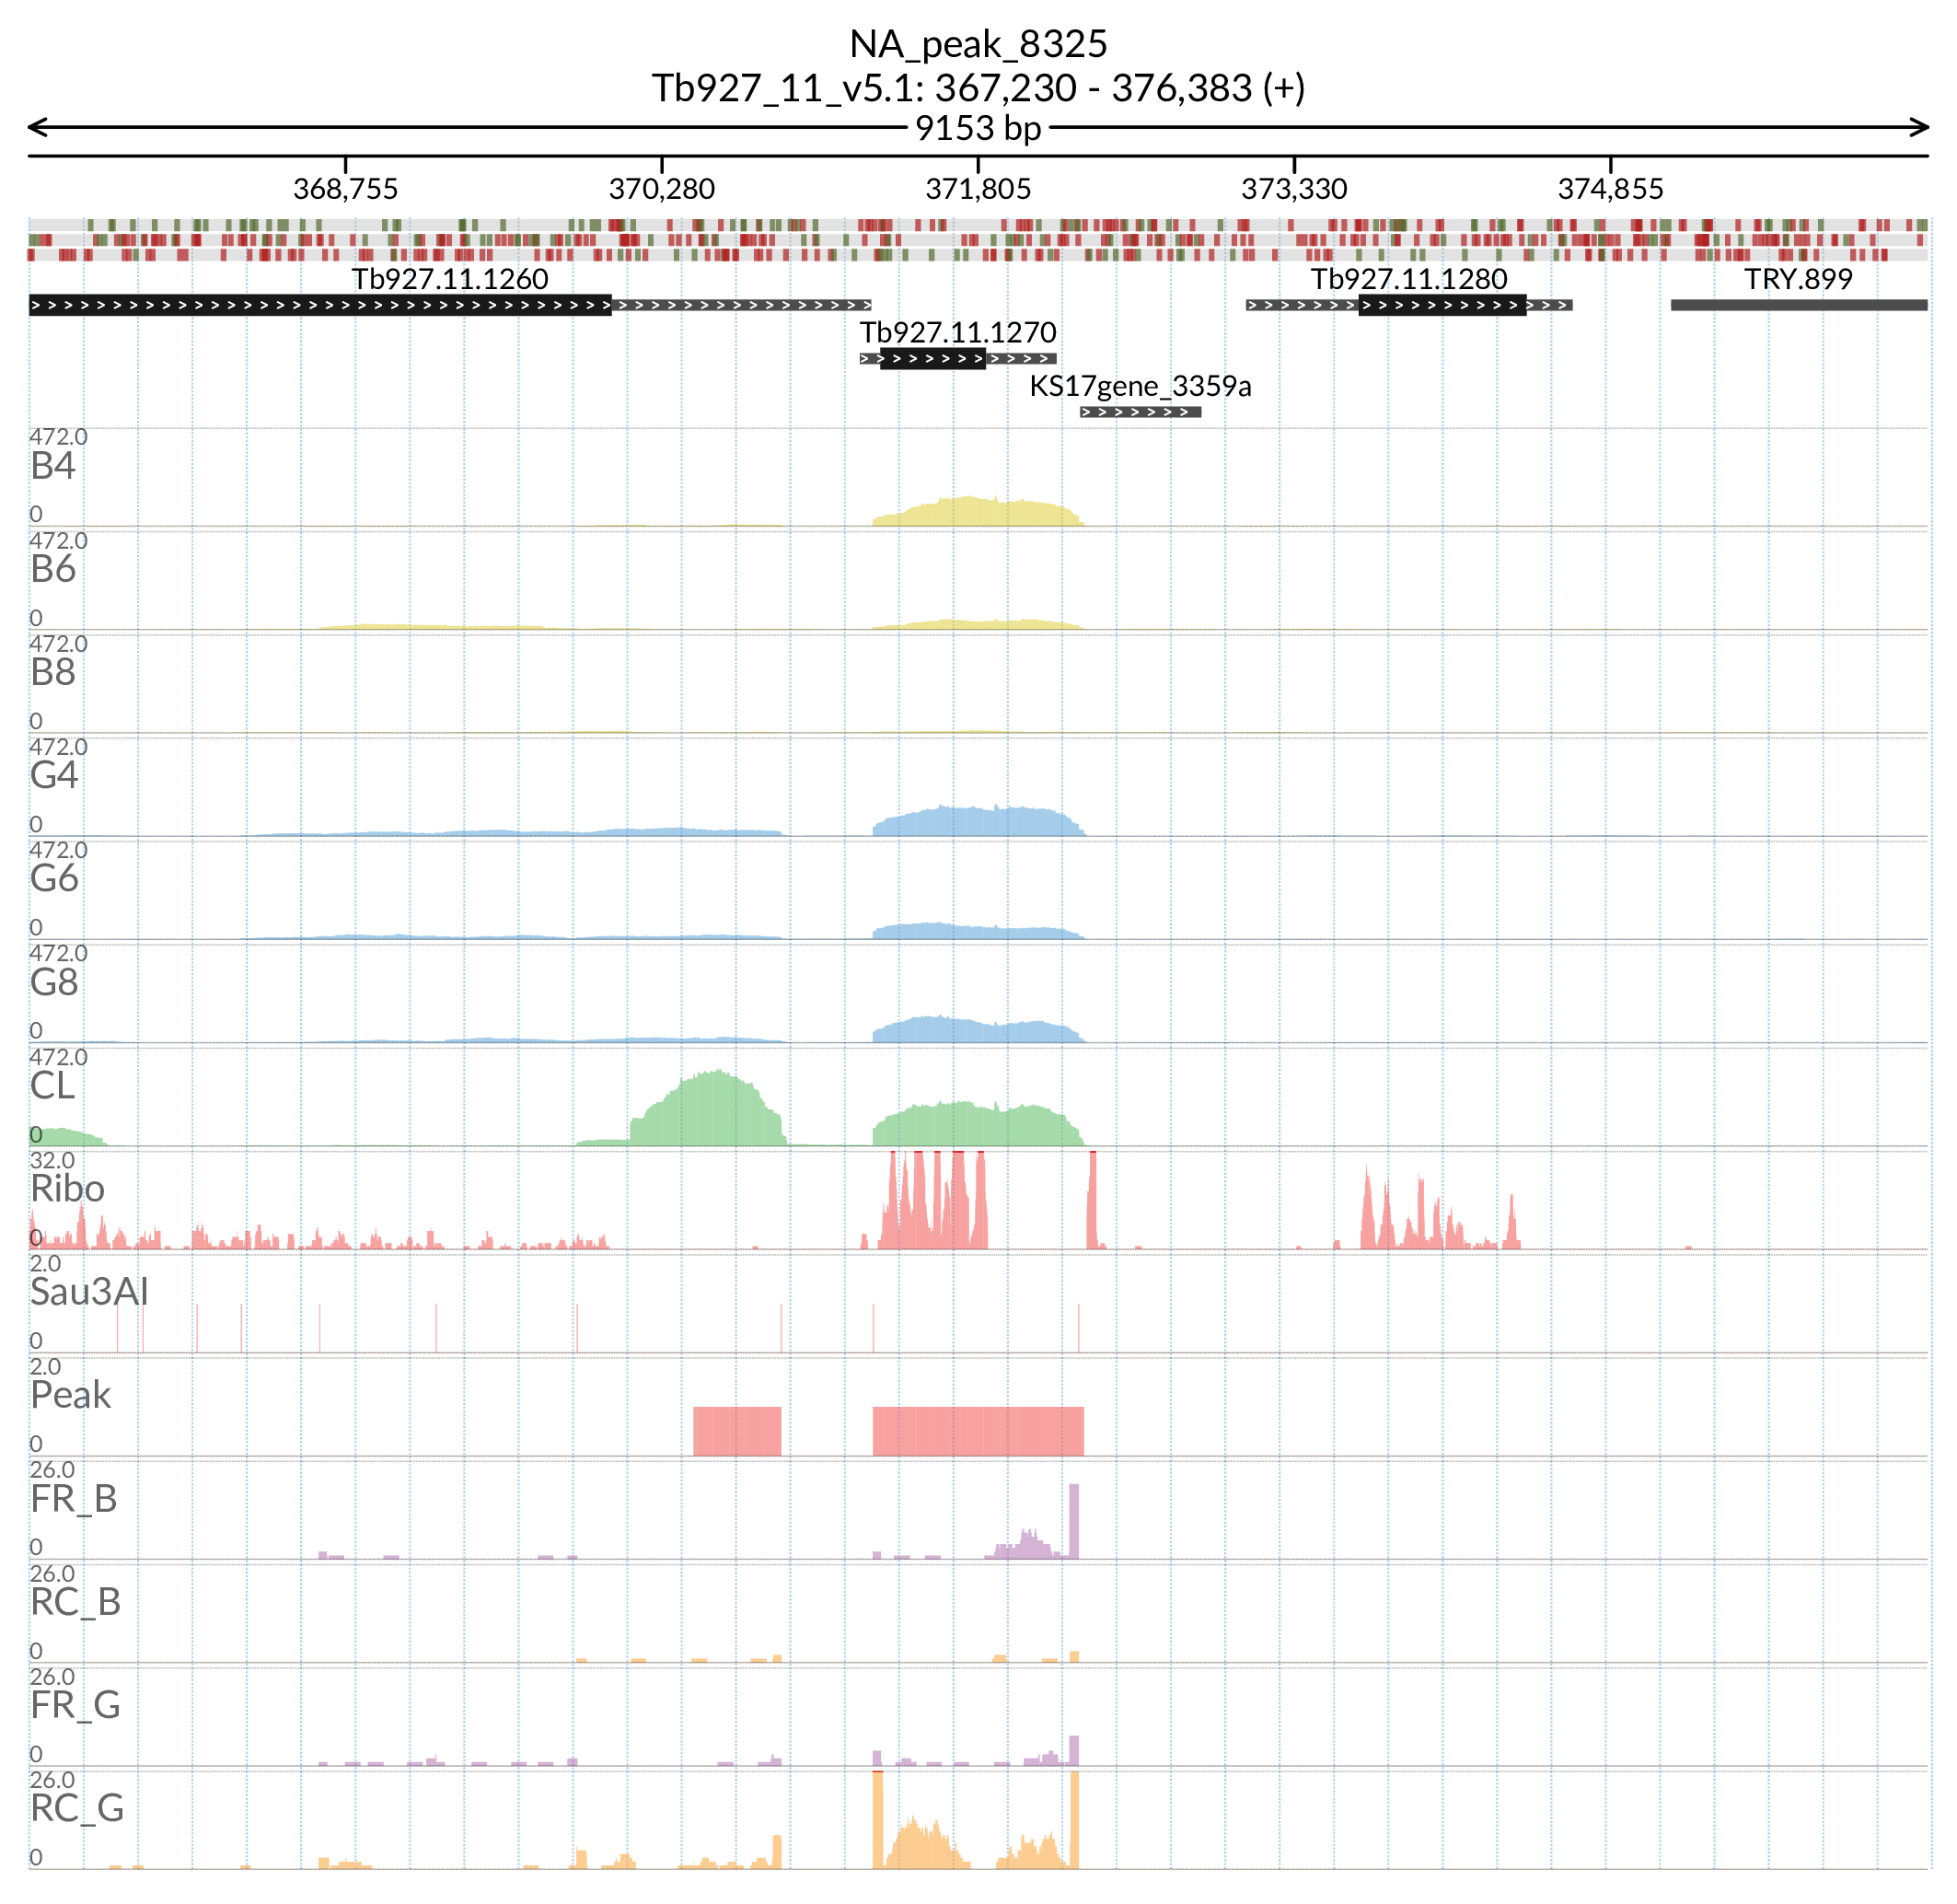 NA_peak_8325
Tb927_11_v5.1: 367,230 - 376,383 (+)
9153 bp
368,755 370,280 371,805 373,330 374,855
Tb927.11.1260 Tb927.11.1280 TRY.899
Tb927.11.1270
KS17gene_3359a
472.0
B4
0
472.0
B6
0
472.0
B8
0
472.0
G4
0
472.0
G6
0
472.0
G8
0
472.0
CL
0
32.0
Ribo
0
2.0
Sau3AI
0
2.0
Peak
0
26.0
FR_B
0
26.0
RC_B
0
26.0
FR_G
0
26.0
RC_G
0